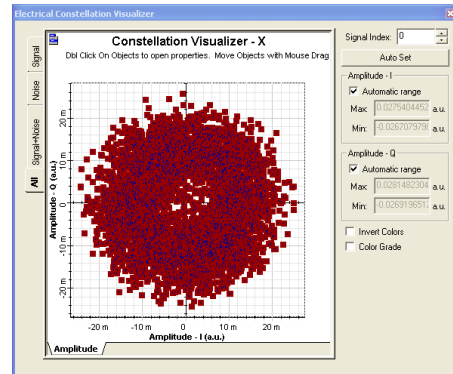 Electrical Constellation Visualizer
Signal Index: 0
Auto Set
Constellation Visualizer - X
Dbl Click On Objects to open properties. Move Objects with Mouse Drag
Signal
Noise
Signal+Noise
All
Amplitude - Q (a.u.)
20 m
10 m
0
-10 m
-20 m
-20 m
-10 m
0
10 m
20 m
Amplitude - I (a.u.)
Amplitude
Amplitude - I
Automatic range
Max: 0.0275404452 a.u.
Min: -0.026707979 a.u.
Amplitude - Q
Automatic range
Max: 0.0281482304 a.u.
Min: -0.026919651 a.u.
Invert Colors
Color Grade